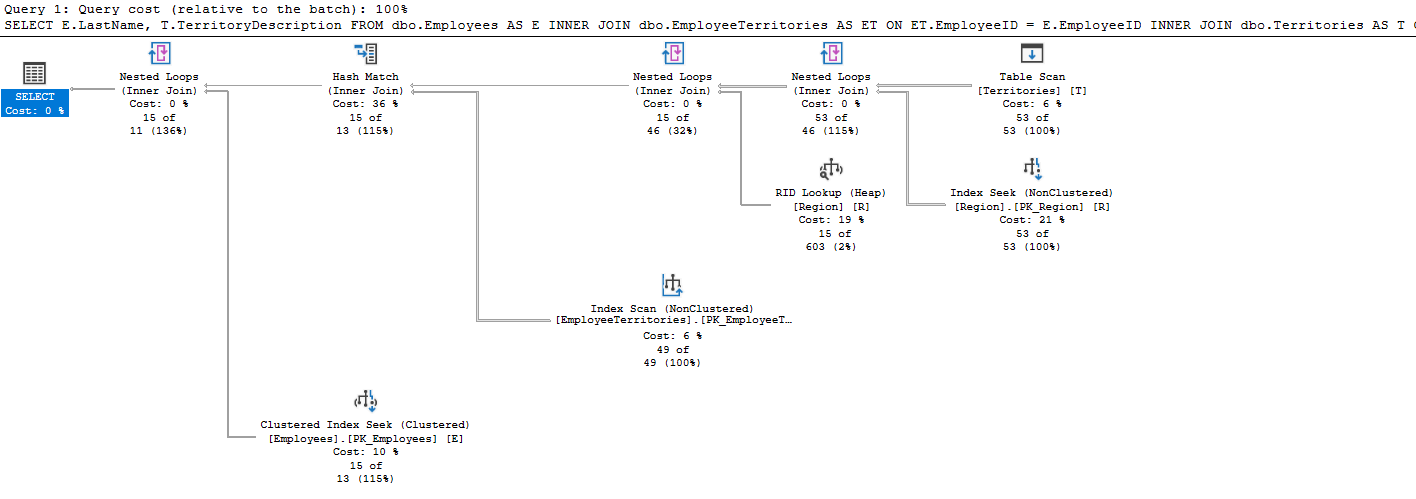 Query 1: Query cost (relative to the batch): 100%
SELECT E.LastName, T.TerritoryDescription FROM dbo.Employees AS E INNER JOIN dbo.EmployeeTerritories AS ET ON ET.EmployeeID = E.EmployeeID INNER JOIN dbo.Territories AS T
SELECT
Cost: 0 %
Nested Loops
(Inner Join)
Cost: 0 %
15 of
11 (136%)
Hash Match
(Inner Join)
Cost: 36 %
15 of
13 (115%)
Nested Loops
(Inner Join)
Cost: 0 %
15 of
46 (32%)
Nested Loops
(Inner Join)
Cost: 0 %
53 of
46 (115%)
Table Scan
[Territories] [T]
Cost: 6 %
53 of
53 (100%)
RID Lookup (Heap)
[Region] [R]
Cost: 19 %
15 of
603 (2%)
Index Seek (NonClustered)
[Region].[PK_Region] [R]
Cost: 21 %
53 of
53 (100%)
Index Scan (NonClustered)
[EmployeeTerritories].[PK_EmployeeT…
Cost: 6 %
49 of
49 (100%)
Clustered Index Seek (Clustered)
[Employees].[PK_Employees] [E]
Cost: 10 %
15 of
13 (115%)